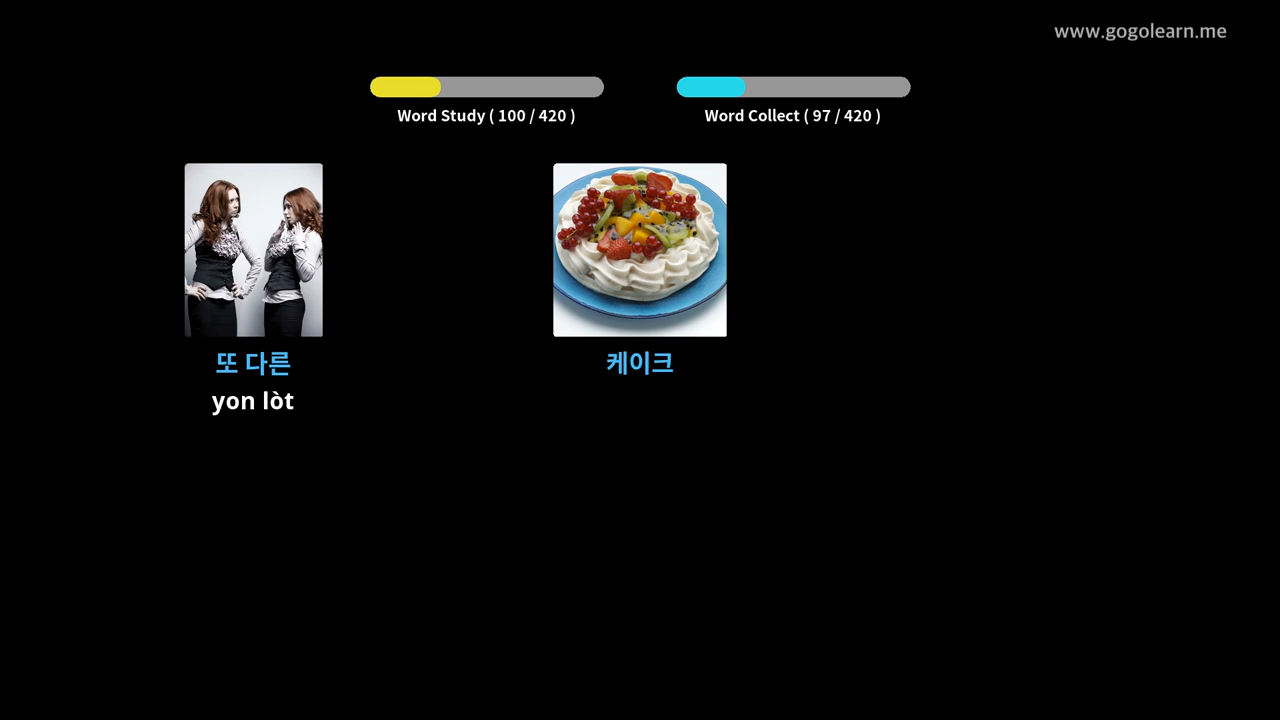 www.gogolearn.me
Word Study ( 100 / 420 )
Word Collect ( 97 / 420 )
또 다른
yon lòt
케이크